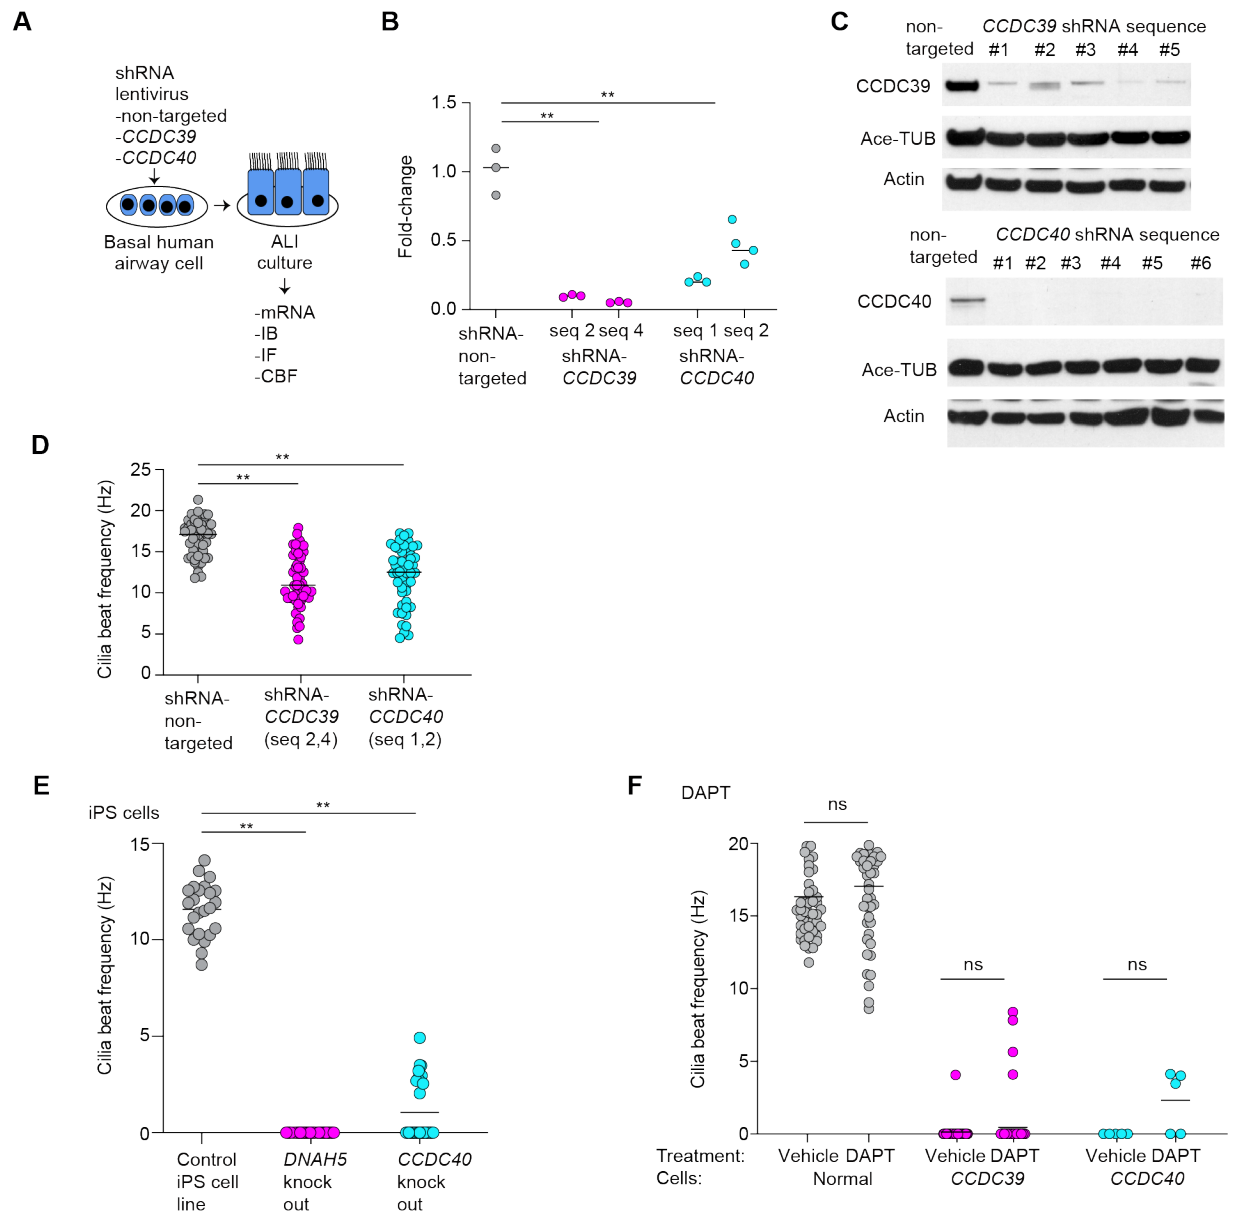 A
shRNA
lentivirus
-non-targeted
-CCDC39
-CCDC40
Basal human
airway cell
ALI
culture
-mRNA
-IB
-IF
-CBF
B
Fold-change
1.5
1.0
0.5
0.0
**
**
shRNA-
non-
targeted
seq 2 seq 4
shRNA-
CCDC39
seq 1 seq 2
shRNA-
CCDC40
C
non-
targeted
CCDC39 shRNA sequence
#1 #2 #3 #4 #5
CCDC39
Ace-TUB
Actin
non-
targeted
CCDC40 shRNA sequence
#1 #2 #3 #4 #5 #6
CCDC40
Ace-TUB
Actin
D
Cilia beat frequency (Hz)
25
20
15
10
5
0
**
**
shRNA-
non-
targeted
shRNA-
CCDC39
(seq 2,4)
shRNA-
CCDC40
(seq 1,2)
E
iPS cells
Cilia beat frequency (Hz)
15
10
5
0
**
**
Control
iPS cell
line
DNAH5
knock
out
CCDC40
knock
out
F
DAPT
Cilia beat frequency (Hz)
20
15
10
5
0
ns
ns
ns
Treatment: Vehicle DAPT Vehicle DAPT Vehicle DAPT
Cells: Normal CCDC39 CCDC40